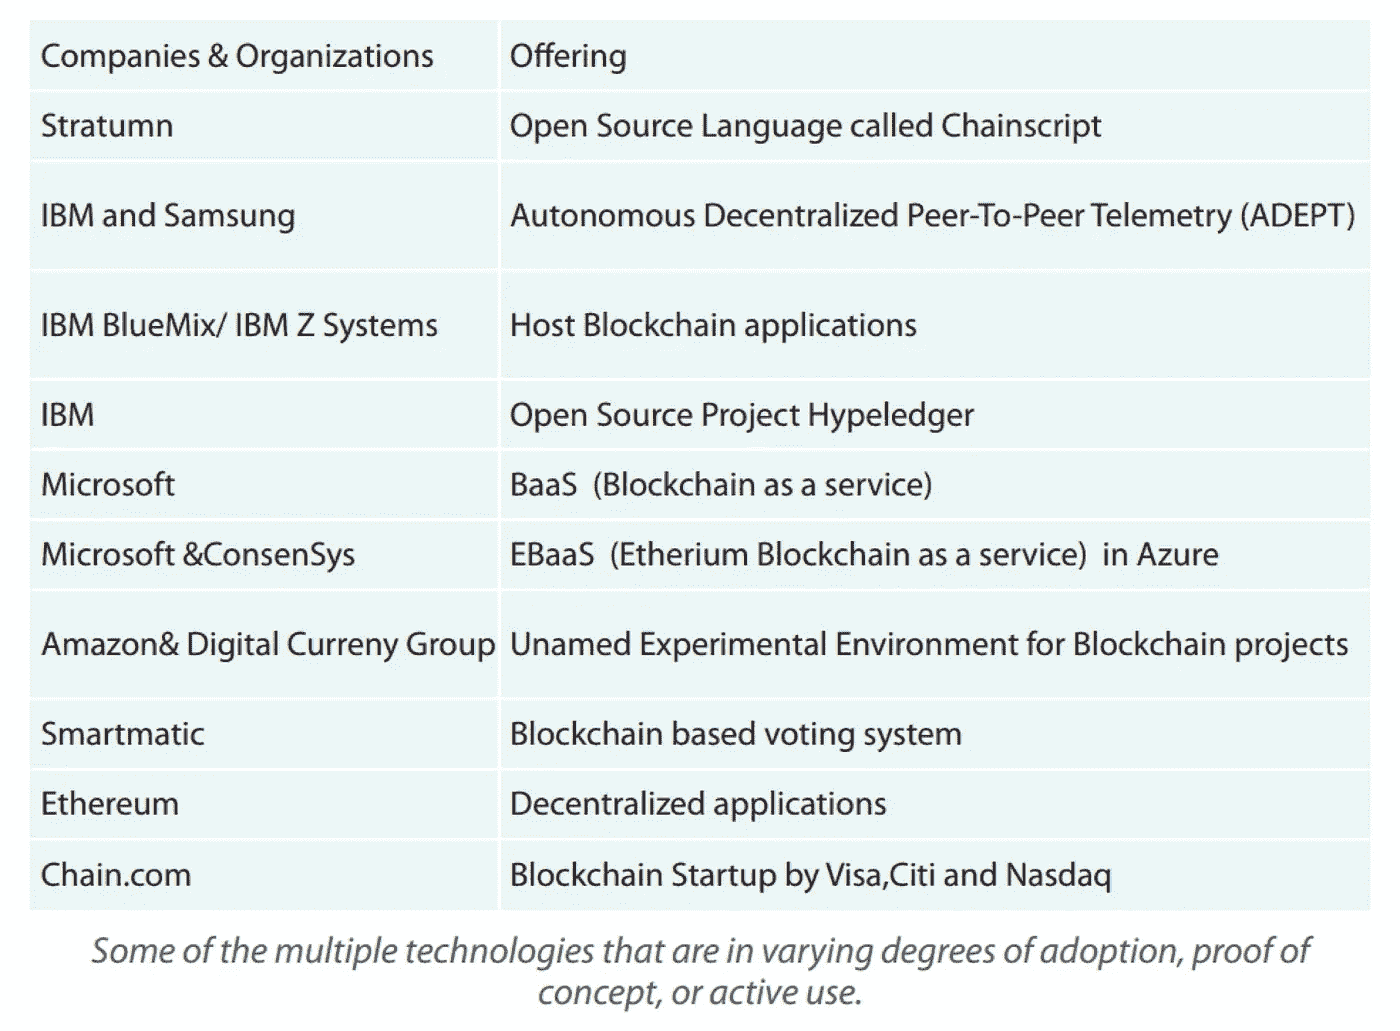 Companies & Organizations Offering
Stratumn Open Source Language called Chainscript
IBM and Samsung Autonomous Decentralized Peer-To-Peer Telemetry (ADEPT)
IBM BlueMix/ IBM Z Systems Host Blockchain applications
IBM Open Source Project Hypeledger
Microsoft BaaS (Blockchain as a service)
Microsoft &ConsenSys EBaaS (Etherium Blockchain as a service) in Azure
Amazon& Digital Curreny Group Unamed Experimental Environment for Blockchain projects
Smartmatic Blockchain based voting system
Ethereum Decentralized applications
Chain.com Blockchain Startup by Visa,Citi and Nasdaq
Some of the multiple technologies that are in varying degrees of adoption, proof of
concept, or active use.